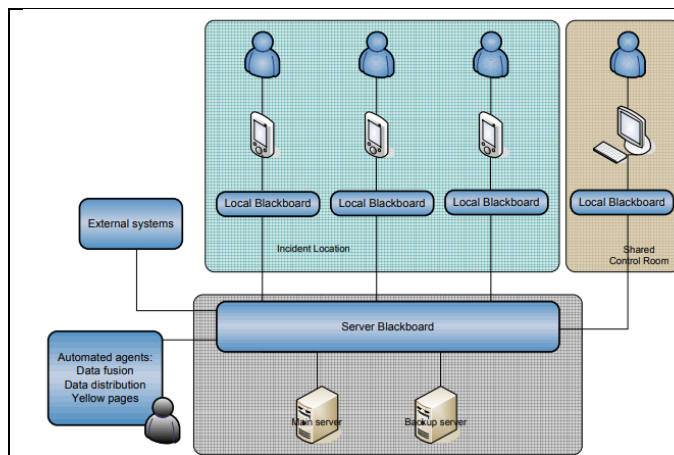 Local Blackboard
Local Blackboard
Local Blackboard
Local Blackboard
External systems
Incident Location
Shared
Control Room
Server Blackboard
Automated agents:
Data fusion
Data distribution
Yellow pages
Main server
Backup server